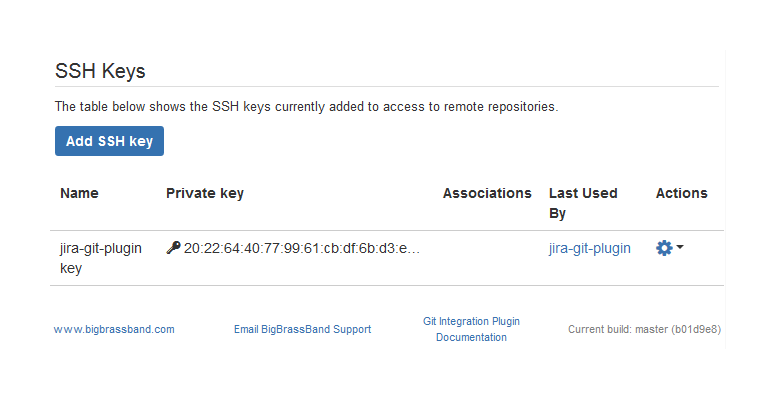 SSH Keys
The table below shows the SSH keys currently added to access to remote repositories.
Add SSH key
Name Private key Associations Last Used By Actions
jira-git-plugin key 20:22:64:40:77:99:61:cb:df:6b:d3:e… jira-git-plugin
www.bigbrassband.com Email BigBrassBand Support Git Integration Plugin Documentation Current build: master (b01d9e8)